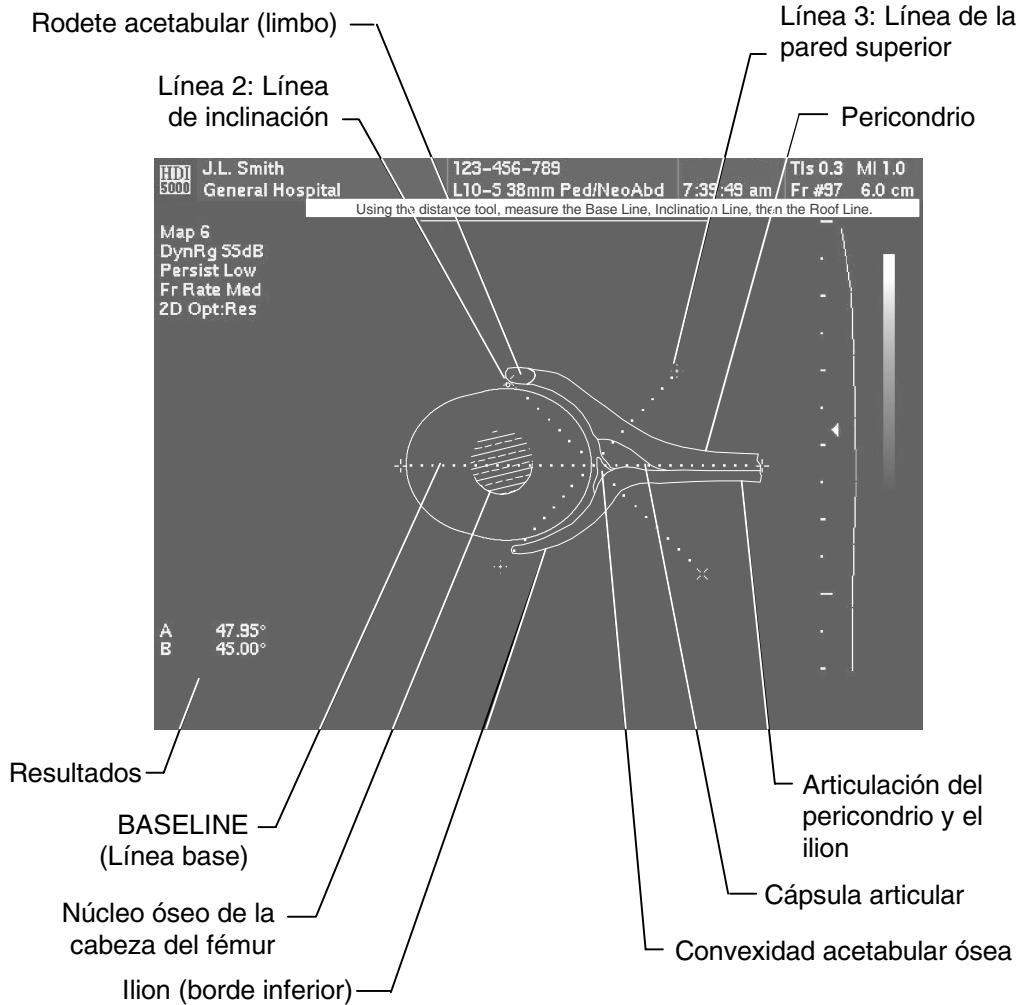 Rodete acetabular (limbo)
Línea 3: Línea de la
pared superior
Línea 2: Línea
de inclinación
Pericondrio
HDI
5000
J.L. Smith
General Hospital
123-456-789
L10-5 38mm Ped/NeoAbd
7:39:49 am
TIs 0.3 MI 1.0
Fr #97 6.0 cm
Using the distance tool, measure the Base Line, Inclination Line, then the Roof Line.
Map 6
DynRg 55dB
Persist Low
Fr Rate Med
2D Opt:Res
A 47.95°
B 45.00°
Resultados
BASELINE
(Línea base)
Núcleo óseo de la
cabeza del fémur
Ilion (borde inferior)
Articulación del
pericondrio y el
ilion
Cápsula articular
Convexidad acetabular ósea